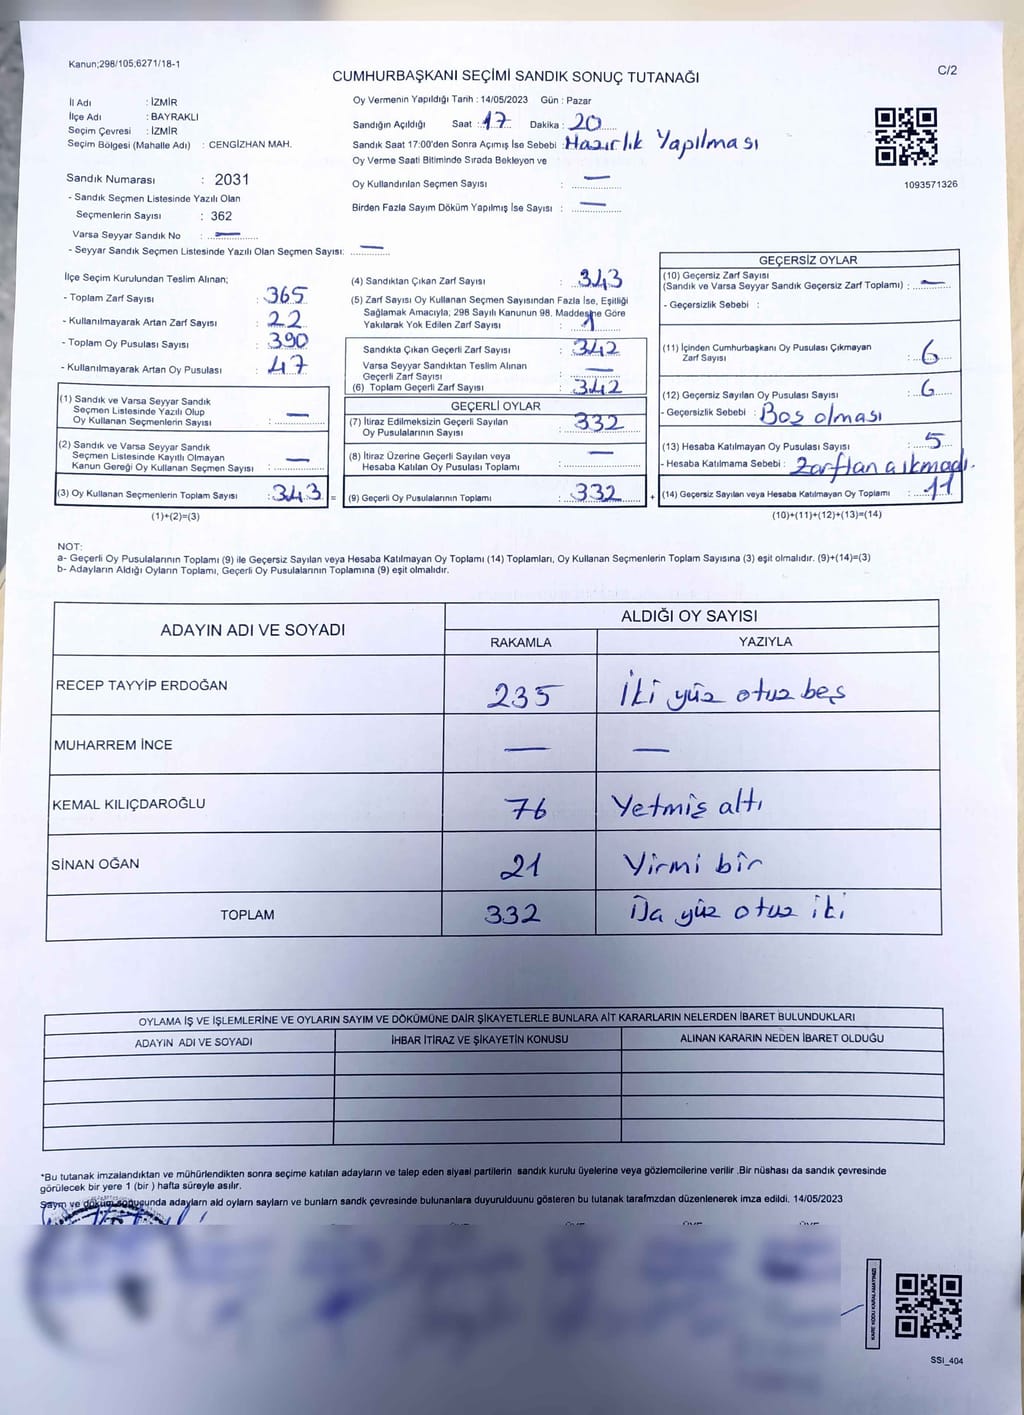 Kanun;298/105;6271/18-1
C/2
CUMHURBAŞKANI SEÇİMİ SANDIK SONUÇ TUTANAĞI
İl Adı : İZMİR
İlçe Adı : BAYRAKLI
Seçim Çevresi : İZMİR
Seçim Bölgesi (Mahalle Adı) : CENGİZHAN MAH.
Oy Vermenin Yapıldığı Tarih : 14/05/2023 Gün : Pazar
Sandığın Açıldığı Saat : 17 Dakika : 20
Sandık Saat 17:00'den Sonra Açımış İse Sebebi : Hazırlık Yapılması
Oy Verme Saati Bitiminde Sırada Bekleyen ve
Oy Kullandırılan Seçmen Sayısı : —
Birden Fazla Sayım Döküm Yapılmış İse Sayısı : —
1093571326
Sandık Numarası : 2031
- Sandık Seçmen Listesinde Yazılı Olan
Seçmenlerin Sayısı : 362
Varsa Seyyar Sandık No : —
- Seyyar Sandık Seçmen Listesinde Yazılı Olan Seçmen Sayısı: —
İlçe Seçim Kurulundan Teslim Alınan;
- Toplam Zarf Sayısı : 365
- Kullanılmayarak Artan Zarf Sayısı : 22
- Toplam Oy Pusulası Sayısı : 390
- Kullanılmayarak Artan Oy Pusulası : 47
(1) Sandık ve Varsa Seyyar Sandık
Seçmen Listesinde Yazılı Olup
Oy Kullanan Seçmenlerin Sayısı : —
(2) Sandık ve Varsa Seyyar Sandık
Seçmen Listesinde Kayıtlı Olmayan
Kanun Gereği Oy Kullanan Seçmen Sayısı : —
(3) Oy Kullanan Seçmenlerin Toplam Sayısı : 343 =
(1)+(2)=(3)
(4) Sandıktan Çıkan Zarf Sayısı : 343
(5) Zarf Sayısı Oy Kullanan Seçmen Sayısından Fazla İse, Eşitliği
Sağlamak Amacıyla; 298 Sayılı Kanunun 98. Maddesine Göre
Yakılarak Yok Edilen Zarf Sayısı : 1
Sandıkta Çıkan Geçerli Zarf Sayısı : 342
Varsa Seyyar Sandıktan Teslim Alınan
Geçerli Zarf Sayısı : —
(6) Toplam Geçerli Zarf Sayısı : 342
GEÇERLİ OYLAR
(7) İtiraz Edilmeksizin Geçerli Sayılan
Oy Pusulalarının Sayısı : 332
(8) İtiraz Üzerine Geçerli Sayılan veya
Hesaba Katılan Oy Pusulası Toplamı : —
(9) Geçerli Oy Pusulalarının Toplamı : 332 +
GEÇERSİZ OYLAR
(10) Geçersiz Zarf Sayısı
(Sandık ve Varsa Seyyar Sandık Geçersiz Zarf Toplamı) : —
- Geçersizlik Sebebi :
(11) İçinden Cumhurbaşkanı Oy Pusulası Çıkmayan
Zarf Sayısı : 6
(12) Geçersiz Sayılan Oy Pusulası Sayısı : 6
- Geçersizlik Sebebi : Boş olması
(13) Hesaba Katılmayan Oy Pusulası Sayısı : 5
- Hesaba Katılmama Sebebi : Zarftan çıkmadı.
(14) Geçersiz Sayılan veya Hesaba Katılmayan Oy Toplamı : 11
(10)+(11)+(12)+(13)=(14)
NOT:
a- Geçerli Oy Pusulalarının Toplamı (9) ile Geçersiz Sayılan veya Hesaba Katılmayan Oy Toplamı (14) Toplamları, Oy Kullanan Seçmenlerin Toplam Sayısına (3) eşit olmalıdır. (9)+(14)=(3)
b- Adayların Aldığı Oyların Toplamı, Geçerli Oy Pusulalarının Toplamına (9) eşit olmalıdır.
ADAYIN ADI VE SOYADI ALDIĞI OY SAYISI
RAKAMLA YAZIYLA
RECEP TAYYİP ERDOĞAN 235 İki yüz otuz beş
MUHARREM İNCE — —
KEMAL KILIÇDAROĞLU 76 Yetmiş altı
SİNAN OĞAN 21 Yirmi bir
TOPLAM 332 yüz otuz iki
OYLAMA İŞ VE İŞLEMLERİNE VE OYLARIN SAYIM VE DÖKÜMÜNE DAİR ŞİKAYETLERLE BUNLARA AİT KARARLARIN NELERDEN İBARET BULUNDUKLARI
ADAYIN ADI VE SOYADI İHBAR İTİRAZ VE ŞİKAYETİN KONUSU ALINAN KARARIN NEDEN İBARET OLDUĞU
*Bu tutanak imzalandıktan ve mühürlendikten sonra seçime katılan adayların ve talep eden siyasi partilerin sandık kurulu üyelerine veya gözlemcilerine verilir .Bir nüshası da sandık çevresinde
görülecek bir yere 1 (bir ) hafta süreyle asılır.
Saym ve döküm sonuçunda adaylarn ald oylarn saylarn ve bunlarn sandk çevresinde bulunanlara duyurulduunu gösteren bu tutanak tarafmzdan düzenlenerek imza edildi. 14/05/2023
KARE KODU KARALAMAYINIZ!
SSI_404